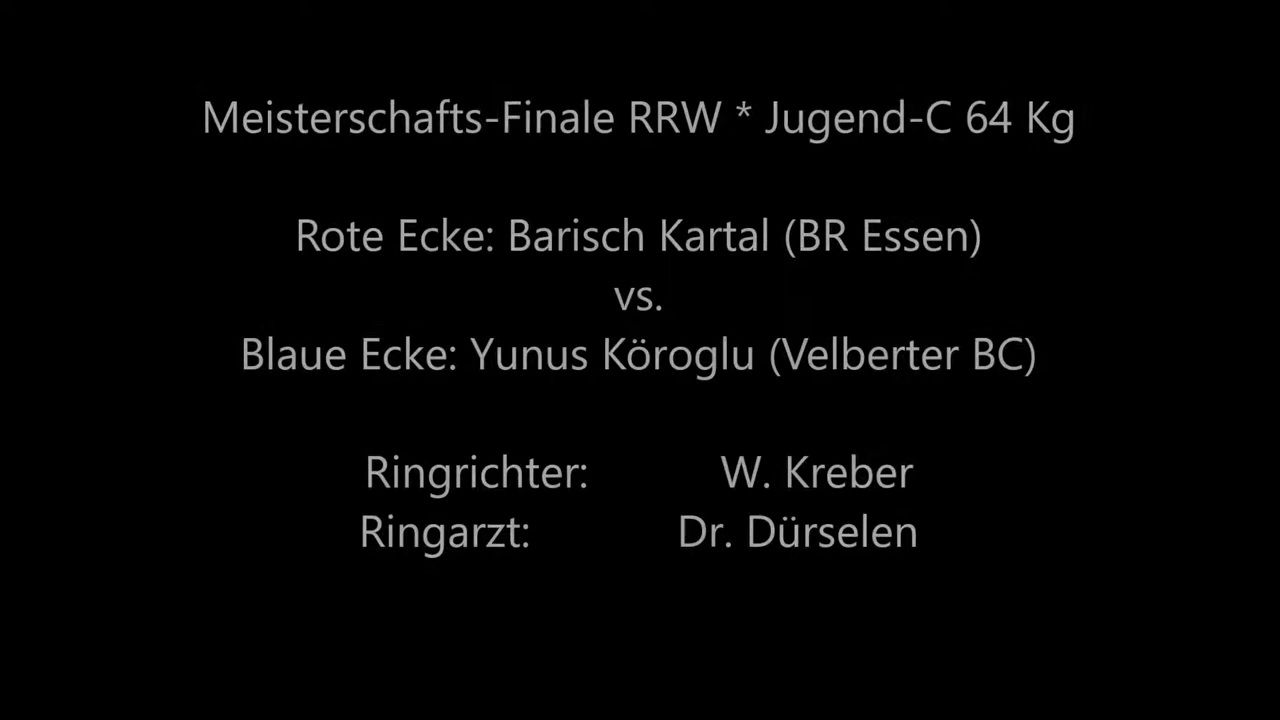 Meisterschafts-Finale RRW * Jugend-C 64 Kg
Rote Ecke: Barisch Kartal (BR Essen)
vs.
Blaue Ecke: Yunus Köroglu (Velberter BC)
Ringrichter: W. Kreber
Ringarzt: Dr. Dürselen